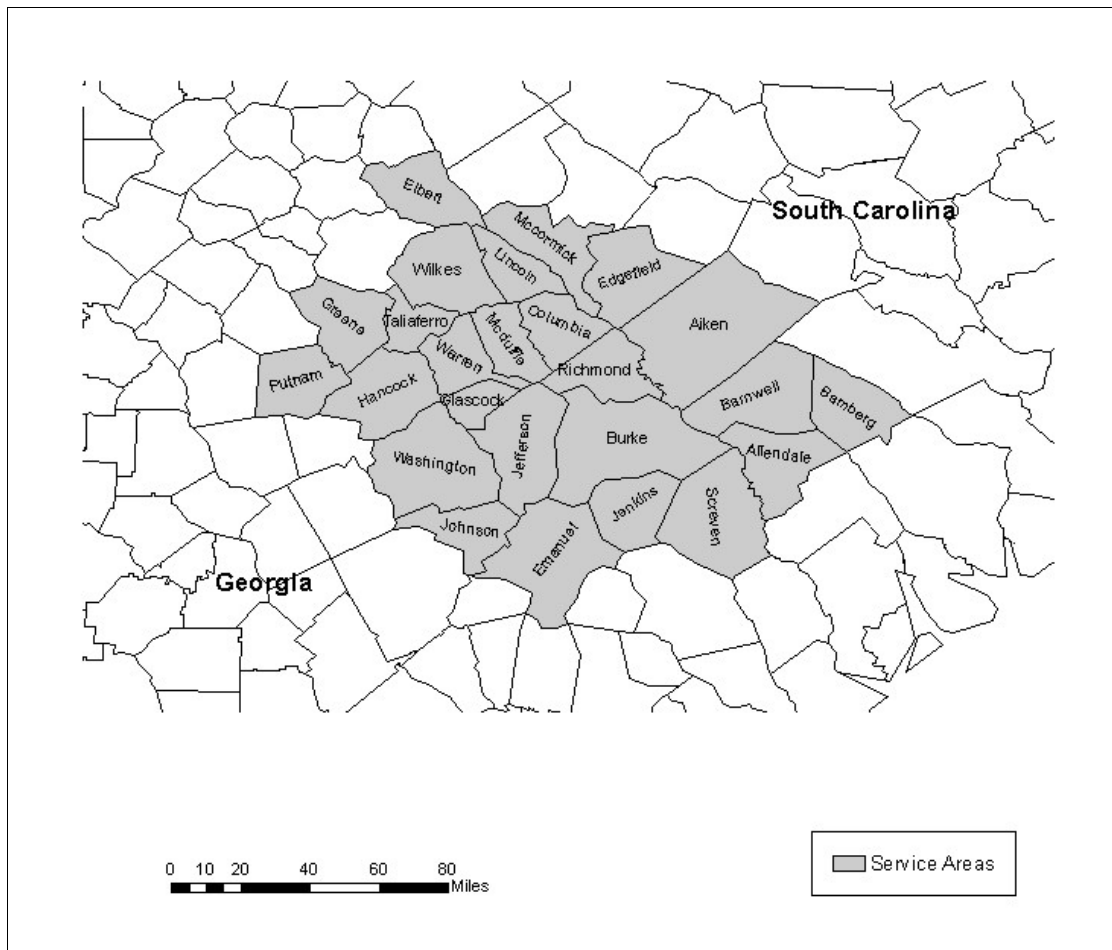 Elbert
Mccormick
South Carolina
Wilkes
Lincoln
Edgefield
Greene
Taliaferro
Columbia
Aiken
Warren
Mcduffie
Richmond
Putnam
Hancock
Glascock
Barnwell
Bamberg
Jefferson
Burke
Allendale
Washington
Jenkins
Screven
Johnson
Emanuel
Georgia
0 10 20 40 60 80
Miles
Service Areas